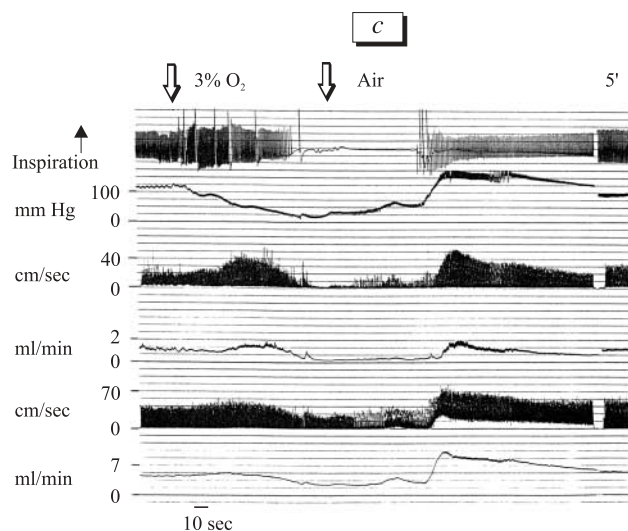 c
3% O₂ Air 5'
Inspiration
100
mm Hg
0
40
cm/sec
0
2
ml/min
0
70
cm/sec
0
7
ml/min
0
10 sec